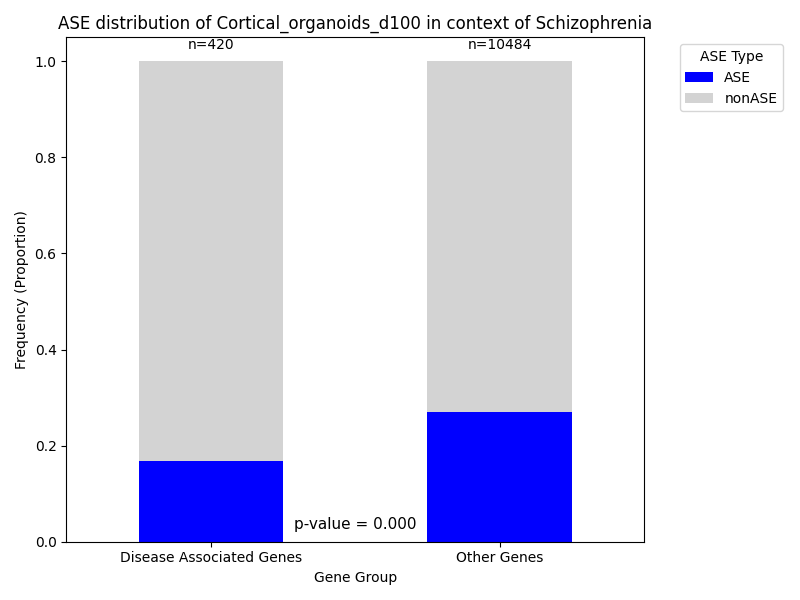 ASE distribution of Cortical_organoids_d100 in context of Schizophrenia
n=420
n=10484
ASE Type
ASE
nonASE
1.0
0.8
0.6
0.4
0.2
0.0
Frequency (Proportion)
p-value = 0.000
Disease Associated Genes
Other Genes
Gene Group